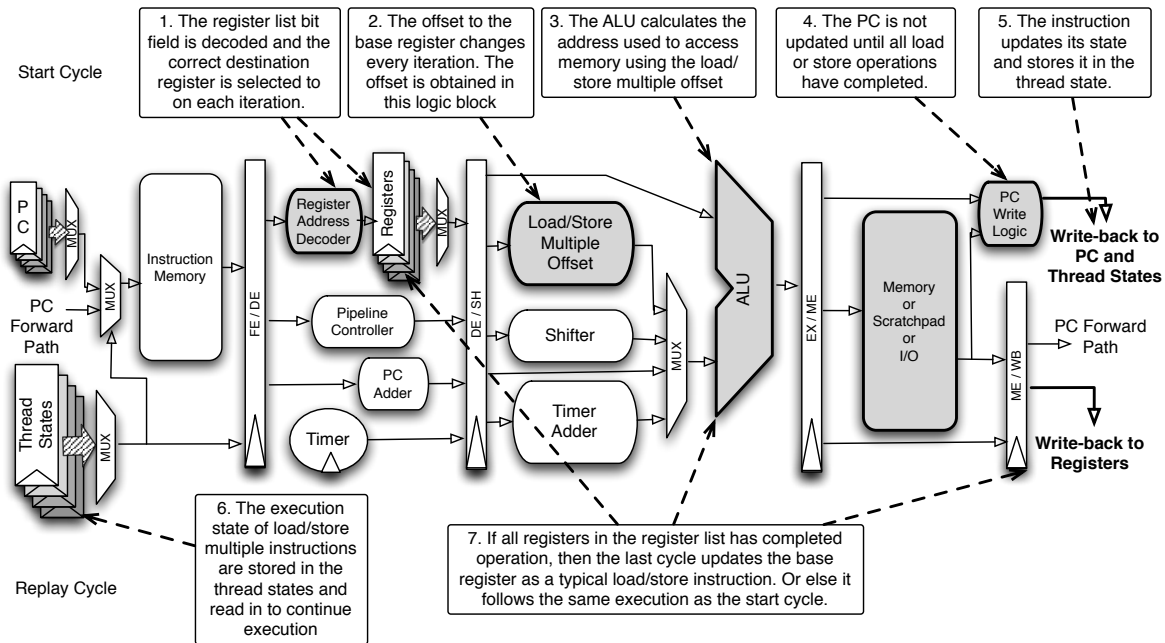 1. The register list bit
field is decoded and the
correct destination
register is selected to
on each iteration.
2. The offset to the
base register changes
every iteration. The
offset is obtained in
this logic block
3. The ALU calculates the
address used to access
memory using the load/
store multiple offset
4. The PC is not
updated until all load
or store operations
have completed.
5. The instruction
updates its state
and stores it in the
thread state.
Start Cycle
P
C
MUX
PC
Forward
Path
MUX
Instruction
Memory
Thread
States
MUX
FE / DE
Register
Address
Decoder
Registers
MUX
Pipeline
Controller
PC
Adder
Timer
DE / SH
Load/Store
Multiple
Offset
Shifter
Timer
Adder
MUX
ALU
EX / ME
Memory
or
Scratchpad
or
I/O
PC
Write
Logic
Write-back to
PC and
Thread States
ME / WB
PC Forward
Path
Write-back to
Registers
Replay Cycle
6. The execution
state of load/store
multiple instructions
are stored in the
thread states and
read in to continue
execution
7. If all registers in the register list has completed
operation, then the last cycle updates the base
register as a typical load/store instruction. Or else it
follows the same execution as the start cycle.